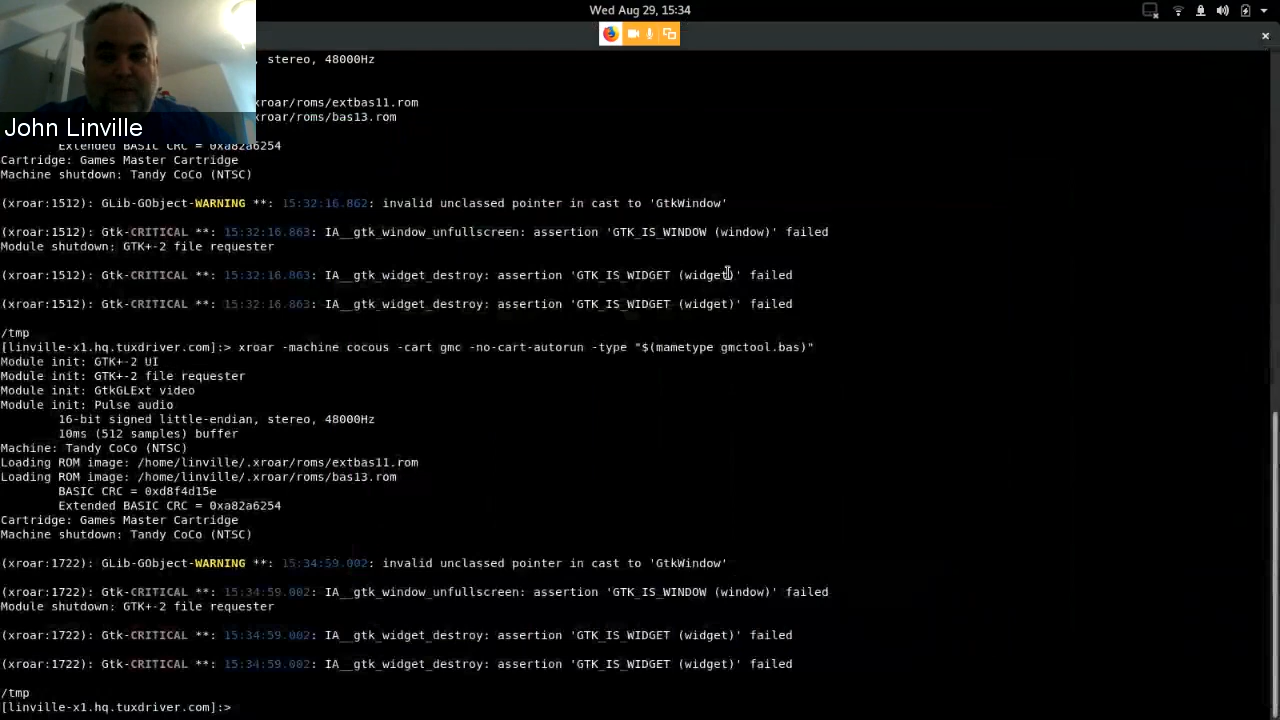 Wed Aug 29, 15:34
, stereo, 48000Hz
xroar/roms/extbas11.rom
xroar/roms/bas13.rom
John Linville
Extended BASIC CRC = 0xa82a6254
Cartridge: Games Master Cartridge
Machine shutdown: Tandy CoCo (NTSC)
(xroar:1512): GLib-GObject-WARNING **: 15:32:16.862: invalid unclassed pointer in cast to 'GtkWindow'
(xroar:1512): Gtk-CRITICAL **: 15:32:16.863: IA__gtk_window_unfullscreen: assertion 'GTK_IS_WINDOW (window)' failed
Module shutdown: GTK+-2 file requester
(xroar:1512): Gtk-CRITICAL **: 15:32:16.863: IA__gtk_widget_destroy: assertion 'GTK_IS_WIDGET (widget)' failed
(xroar:1512): Gtk-CRITICAL **: 15:32:16.863: IA__gtk_widget_destroy: assertion 'GTK_IS_WIDGET (widget)' failed
/tmp
[linville-x1.hq.tuxdriver.com]:> xroar -machine cocous -cart gmc -no-cart-autorun -type "$(mametype gmctool.bas)"
Module init: GTK+-2 UI
Module init: GTK+-2 file requester
Module init: GtkGLExt video
Module init: Pulse audio
16-bit signed little-endian, stereo, 48000Hz
10ms (512 samples) buffer
Machine: Tandy CoCo (NTSC)
Loading ROM image: /home/linville/.xroar/roms/extbas11.rom
Loading ROM image: /home/linville/.xroar/roms/bas13.rom
BASIC CRC = 0xd8f4d15e
Extended BASIC CRC = 0xa82a6254
Cartridge: Games Master Cartridge
Machine shutdown: Tandy CoCo (NTSC)
(xroar:1722): GLib-GObject-WARNING **: 15:34:59.002: invalid unclassed pointer in cast to 'GtkWindow'
(xroar:1722): Gtk-CRITICAL **: 15:34:59.002: IA__gtk_window_unfullscreen: assertion 'GTK_IS_WINDOW (window)' failed
Module shutdown: GTK+-2 file requester
(xroar:1722): Gtk-CRITICAL **: 15:34:59.002: IA__gtk_widget_destroy: assertion 'GTK_IS_WIDGET (widget)' failed
(xroar:1722): Gtk-CRITICAL **: 15:34:59.002: IA__gtk_widget_destroy: assertion 'GTK_IS_WIDGET (widget)' failed
/tmp
[linville-x1.hq.tuxdriver.com]:>